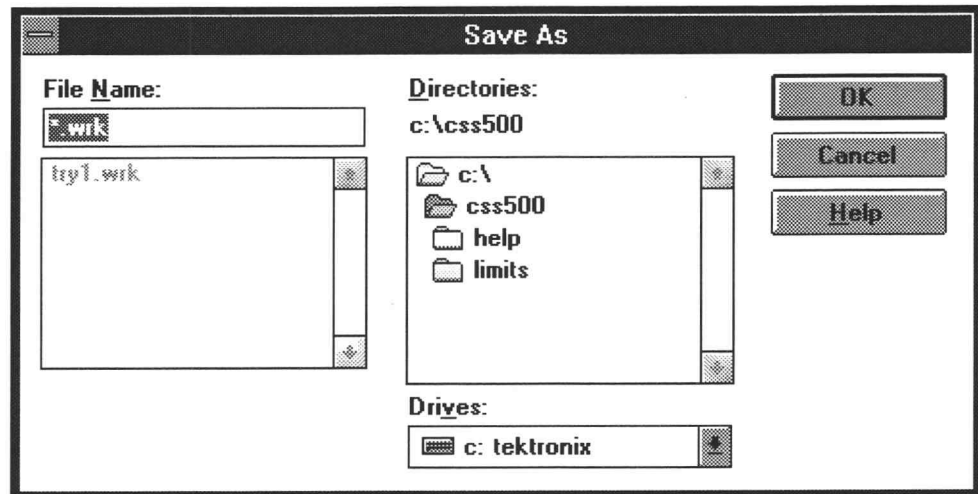 Save As
File Name:
*.wrk
try1.wrk
Directories:
c:\css500
c:\
css500
help
limits
Drives:
c: tektronix
OK
Cancel
Help